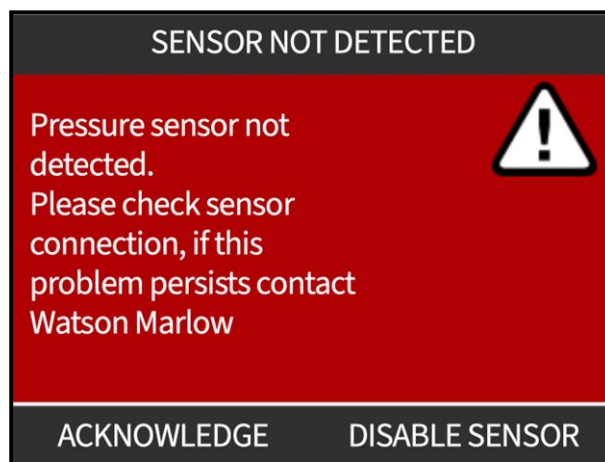 SENSOR NOT DETECTED
Pressure sensor not
detected.
Please check sensor
connection, if this
problem persists contact
Watson Marlow
ACKNOWLEDGE DISABLE SENSOR